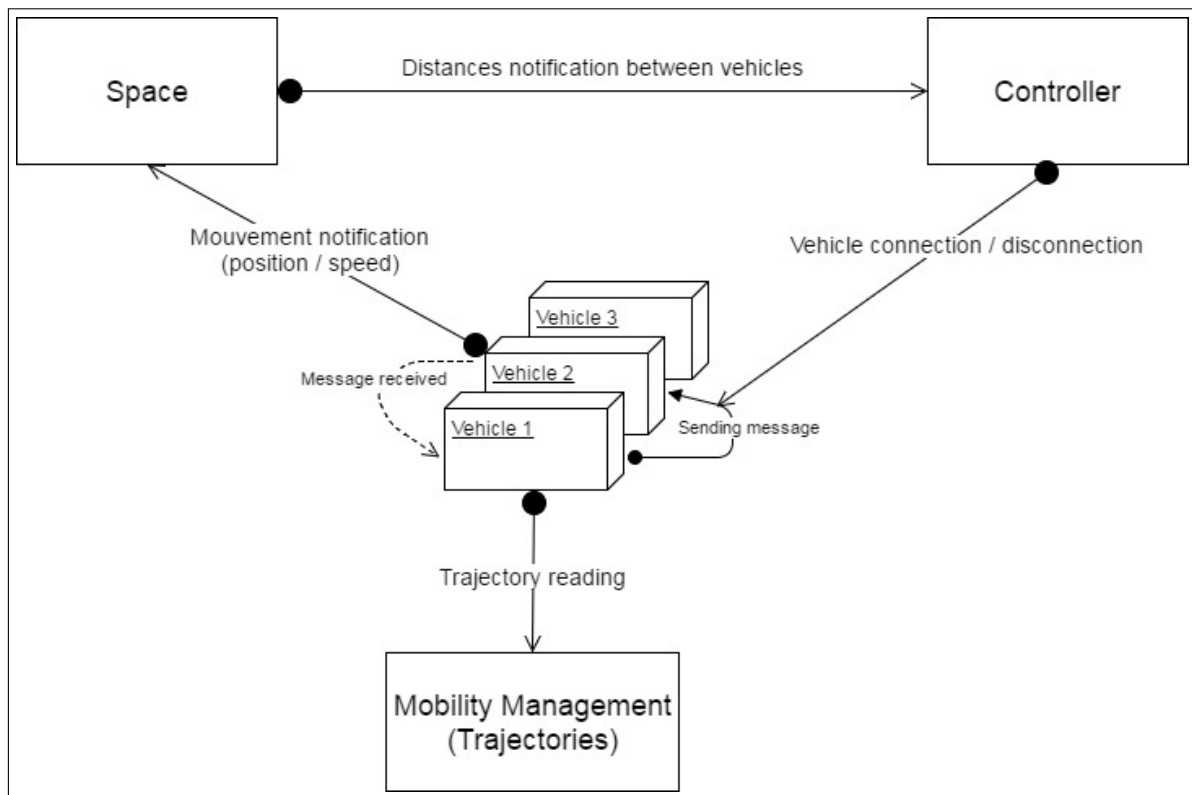 Distances notification between vehicles
Space
Controller
Mouvement notification
(position / speed)
Vehicle connection / disconnection
Vehicle 3
Message received
Vehicle 2
Vehicle 1
Sending message
Trajectory reading
Mobility Management
(Trajectories)